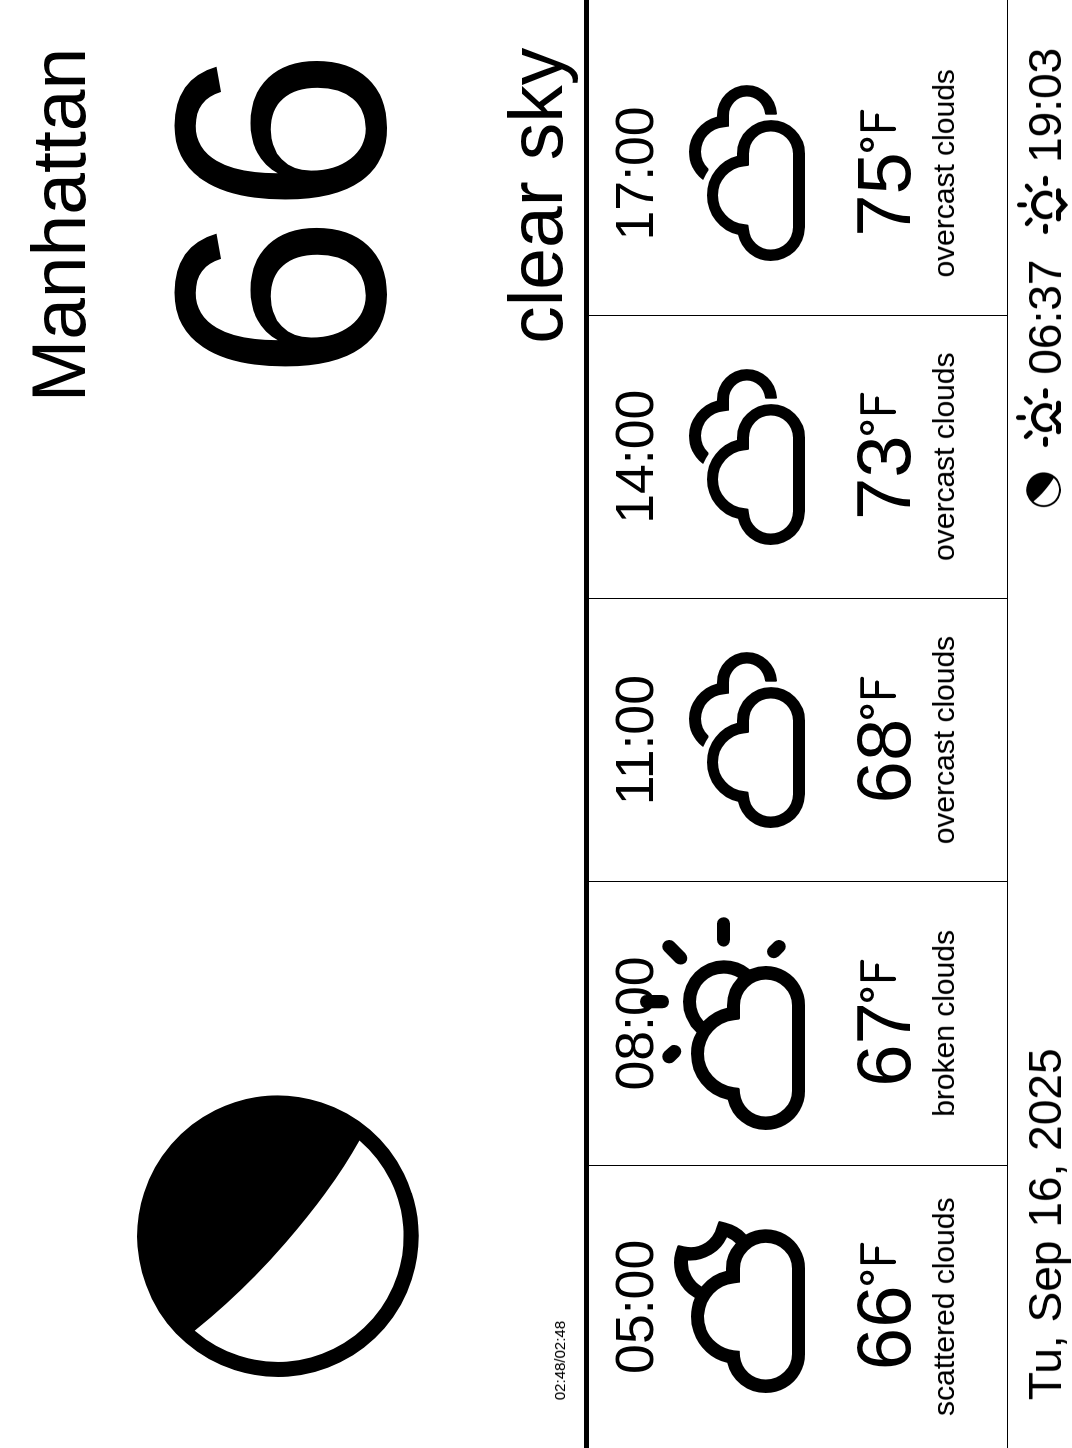 Manhattan
66
clear sky
02:48/02:48
05:00
66°F
scattered clouds
08:00
67°F
broken clouds
11:00
68°F
overcast clouds
14:00
73°F
overcast clouds
17:00
75°F
overcast clouds
Tu, Sep 16, 2025
06:37
19:03